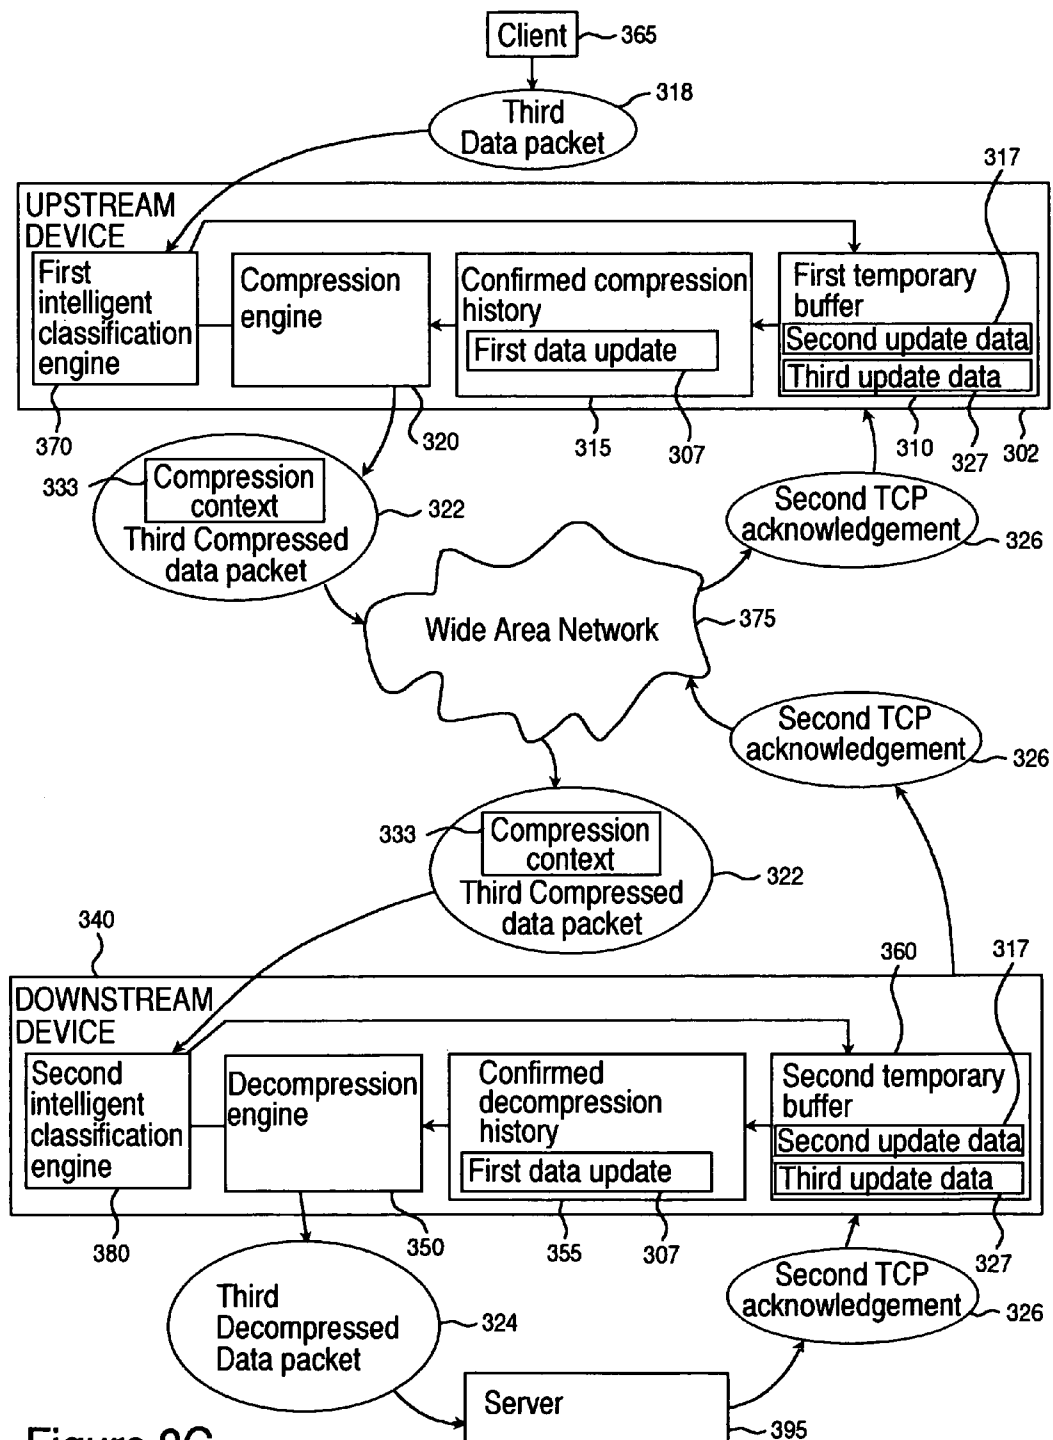 Client
365
318
Third
Data packet
317
UPSTREAM
DEVICE
First
intelligent
classification
engine
Compression
engine
Confirmed compression
history
First data update
First temporary
buffer
Second update data
Third update data
370
320
315
307
310
327
302
333
Compression
context
Third Compressed
data packet
322
Second TCP
acknowledgement
326
Wide Area Network
375
Second TCP
acknowledgement
326
333
Compression
context
Third Compressed
data packet
322
340
360
317
DOWNSTREAM
DEVICE
Second
intelligent
classification
engine
Decompression
engine
Confirmed
decompression
history
First data update
Second temporary
buffer
Second update data
Third update data
380
350
355
307
327
Third
Decompressed
Data packet
324
Second TCP
acknowledgement
326
Server
395